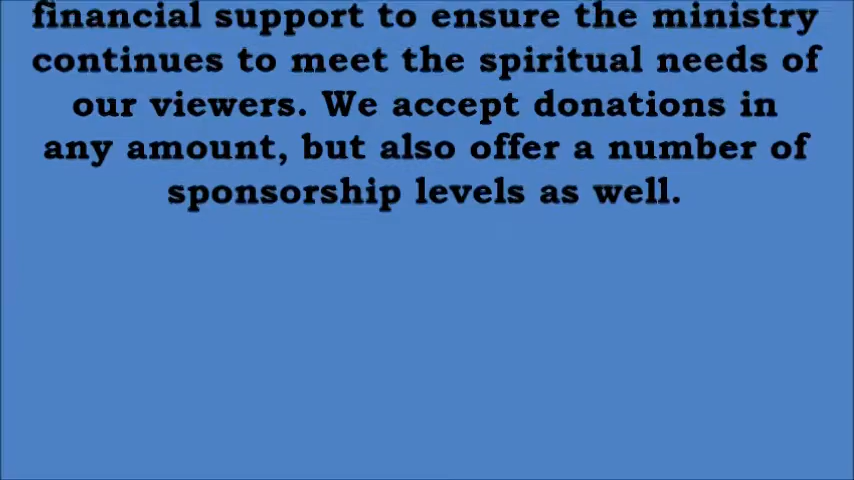 financial support to ensure the ministry
continues to meet the spiritual needs of
our viewers. We accept donations in
any amount, but also offer a number of
sponsorship levels as well.